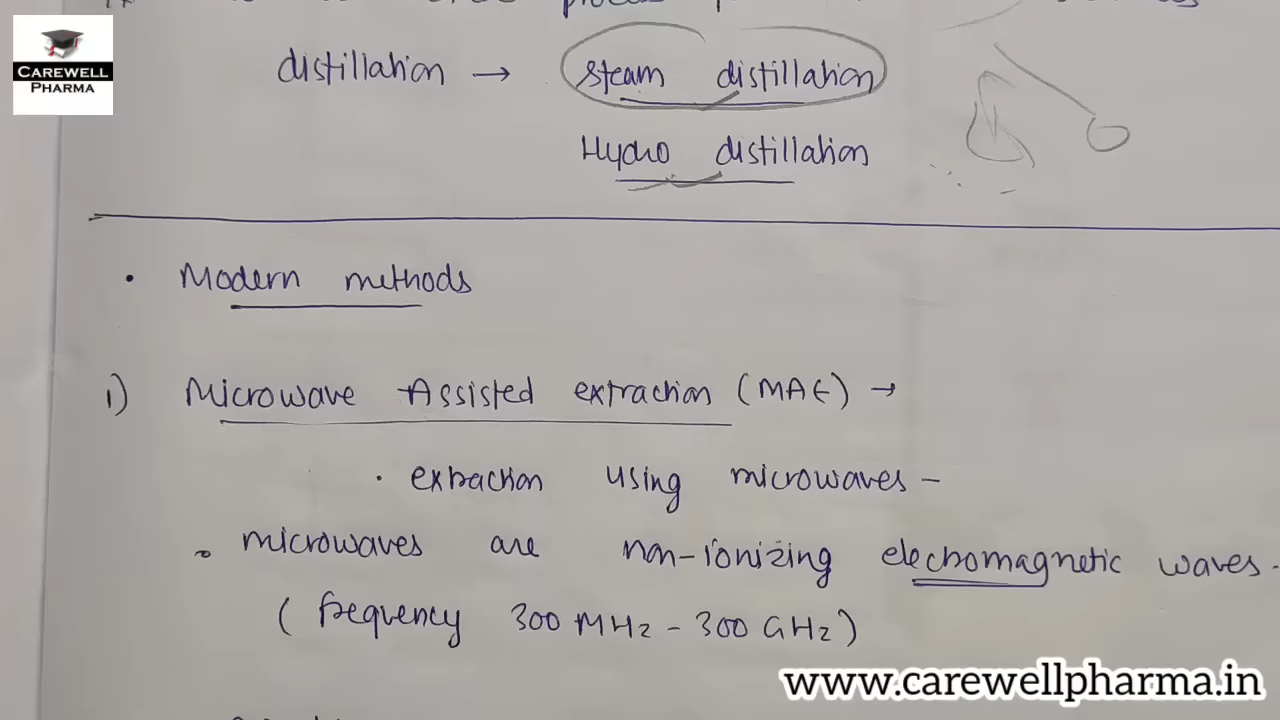 CAREWELL
PHARMA
distillation → steam distillation
Hydro distillation
• Modern methods
1) Microwave Assisted extraction (MAE) →
• extraction using microwaves -
• microwaves are non-ionizing electromagnetic waves.
( frequency 300 MHz - 300 GHz )
www.carewellpharma.in